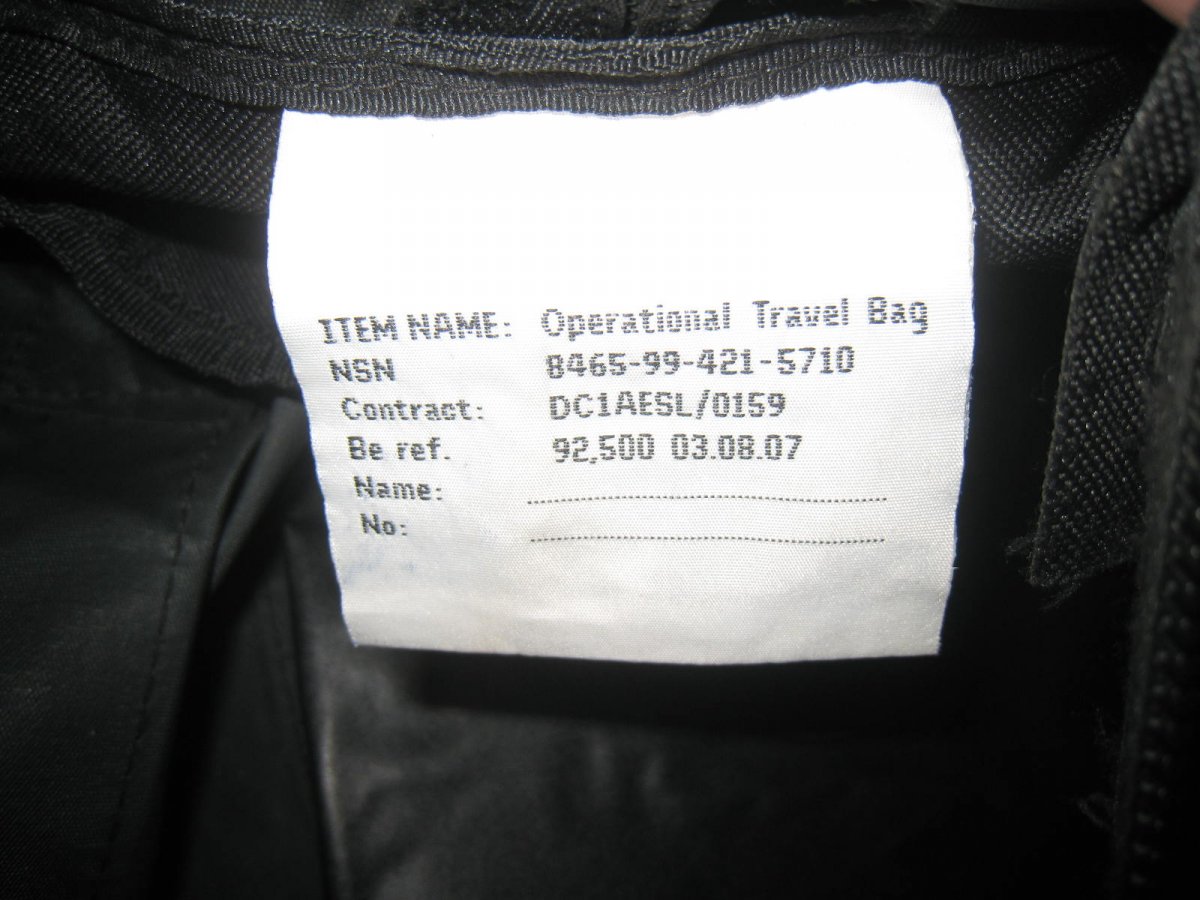 ITEM NAME: Operational Travel Bag
NSN 8465-99-421-5710
Contract: DC1AESL/0159
Be ref. 92,500 03.08.07
Name:
No: